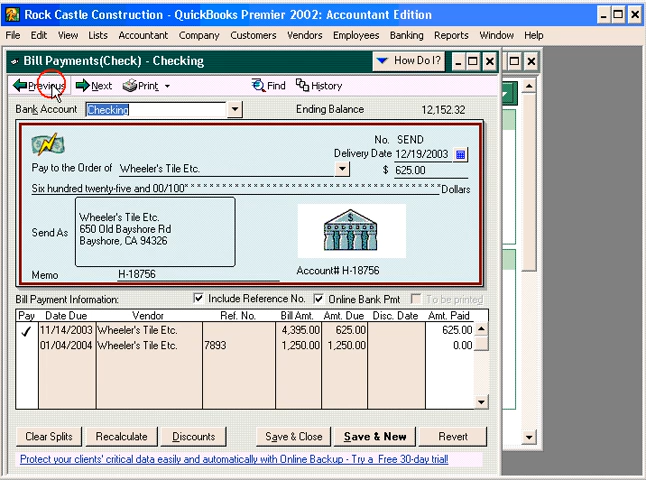 Rock Castle Construction - QuickBooks Premier 2002: Accountant Edition
File Edit Lists Accountant Company Customers Vendors Employees Banking Reports Window Help
Bill Payments(Check) - Checking How Do I?
Previous Next Print Find History
Bank Account Checking Ending Balance 12,152.32
No. SEND
Delivery Date 12/19/2003
Pay to the Order of Wheeler's Tile Etc. $ 625.00
Six hundred twenty-five and 00/100* * * * * * * * * * * * * * * * * * * * * * * * * * * * * * * * * * * * * * * * Dollars
Wheeler's Tile Etc.
Send As 650 Old Bayshore Rd
Bayshore, CA 94326
$
Memo H-18756 Account# H-18756
Bill Payment Information: Include Reference No. Online Bank Pmt To be printed
Pay Date Due Vendor Ref. No. Bill Amt. Amt. Due Disc. Date Amt. Paid
11/14/2003 Wheeler's Tile Etc. 4,395.00 625.00 625.00
01/04/2004 Wheeler's Tile Etc. 7893 1,250.00 1,250.00 0.00
Clear Splits Recalculate Discounts Save & Close Save & New Revert
Protect your clients' critical data easily and automatically with Online Backup - Try a Free 30-day trial!